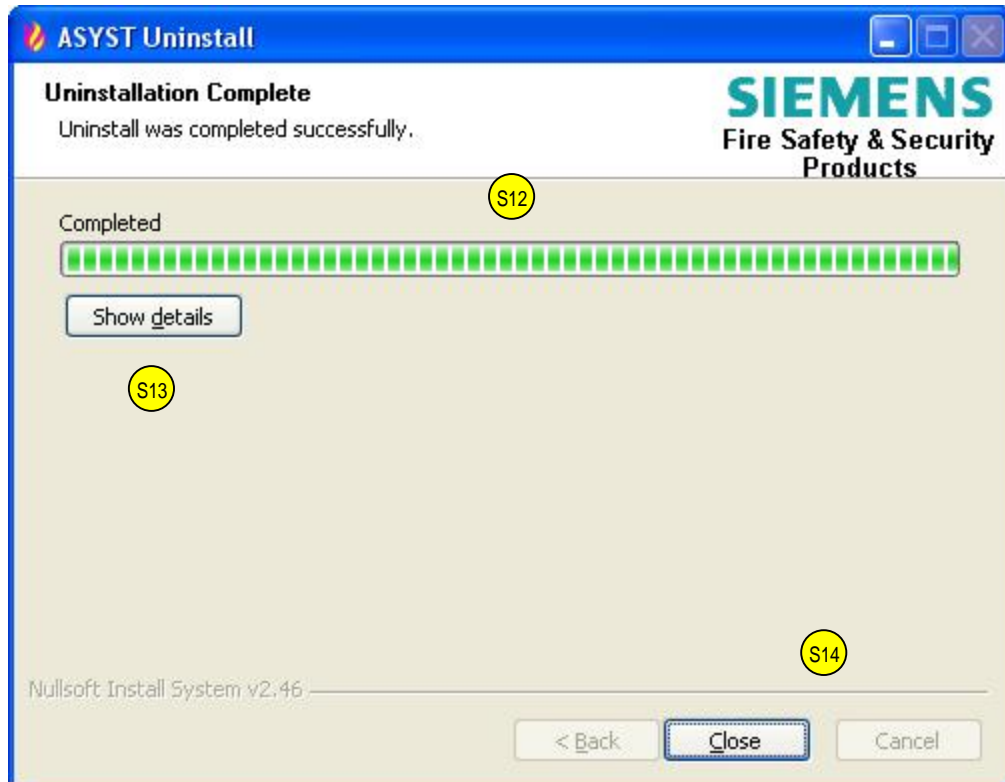 ASYST Uninstall
Uninstallation Complete
Uninstall was completed successfully.
SIEMENS
Fire Safety & Security
Products
S12
Completed
Show details
S13
S14
Nullsoft Install System v2.46
< Back
Close
Cancel